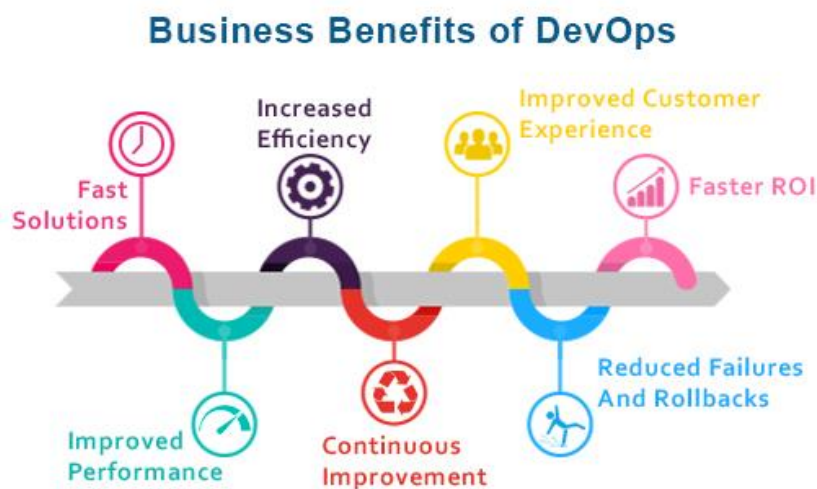 Business Benefits of DevOps
Fast
Solutions
Improved
Performance
Increased
Efficiency
Continuous
Improvement
Improved Customer
Experience
Reduced Failures
And Rollbacks
Faster ROI